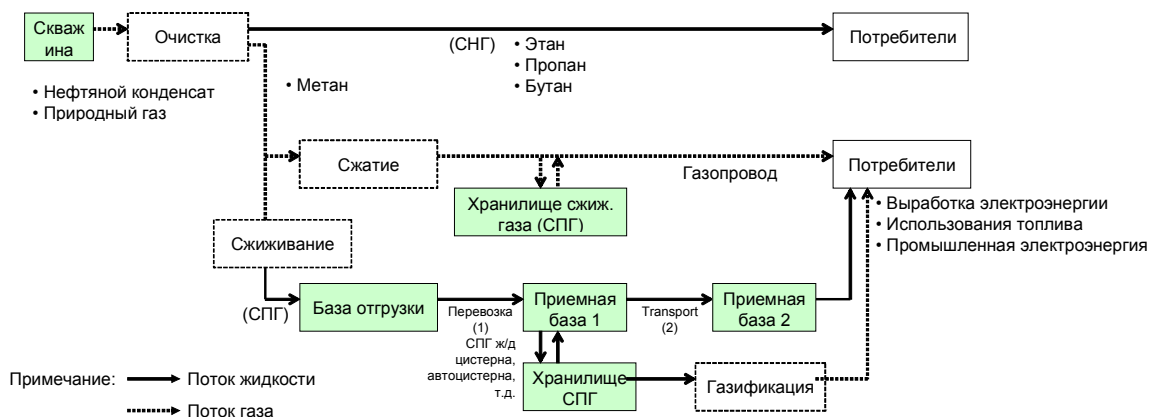 Скваж
ина
Очистка
(СНГ)
• Этан
• Пропан
• Бутан
Потребители
• Нефтяной конденсат
• Природный газ
• Метан
Сжатие
Газопровод
Потребители
Хранилище сжиж.
газа (СПГ)
• Выработка электроэнергии
• Использования топлива
• Промышленная электроэнергия
Сжиживание
(СПГ)
База отгрузки
Перевозка
(1)
СПГ ж/д
цистерна,
автоцистерна,
т.д.
Приемная
база 1
Transport
(2)
Приемная
база 2
Хранилище
СПГ
Газификация
Примечание:
Поток жидкости
Поток газа